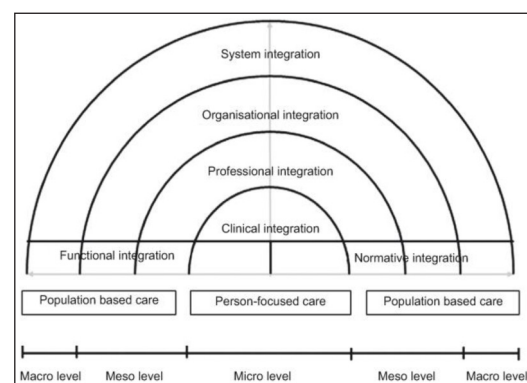 System integration
Organisational integration
Professional integration
Clinical integration
Functional integration
Normative integration
Population based care
Person-focused care
Population based care
Macro level
Meso level
Micro level
Meso level
Macro level